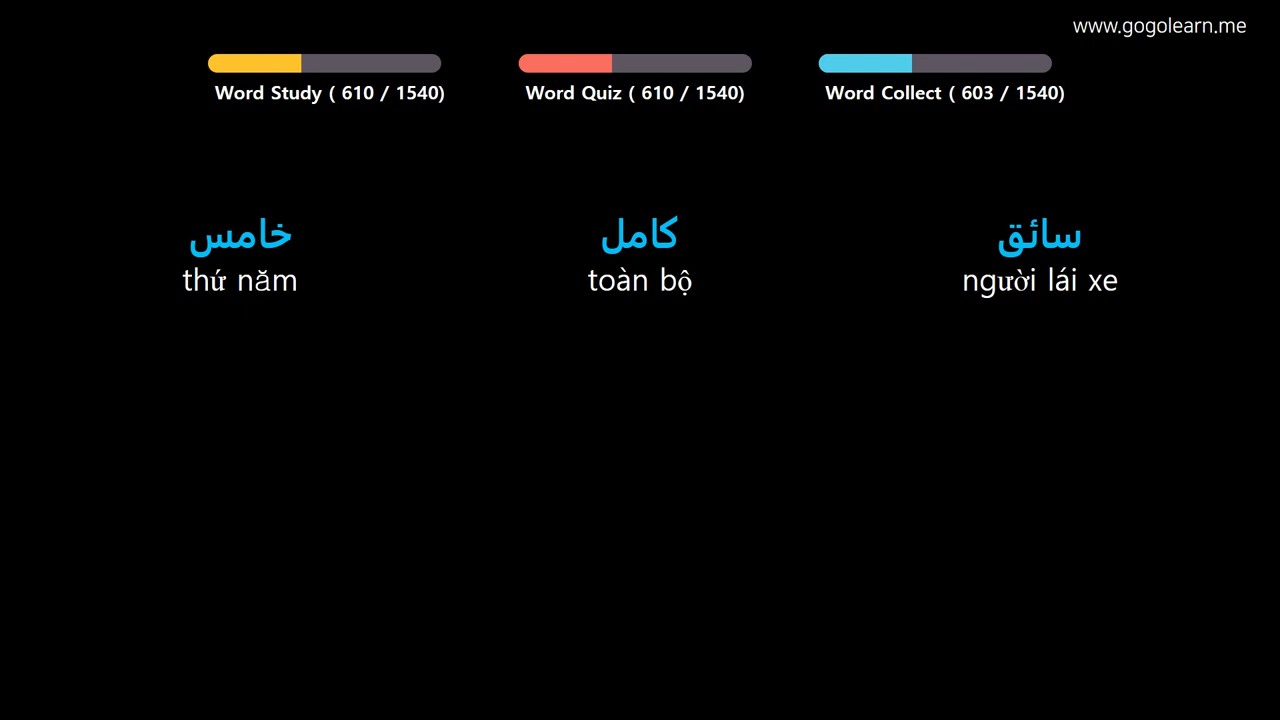 www.gogolearn.me
Word Study ( 610 / 1540)
Word Quiz ( 610 / 1540)
Word Collect ( 603 / 1540)
خامس
thứ năm
كامل
toàn bộ
سائق
người lái xe